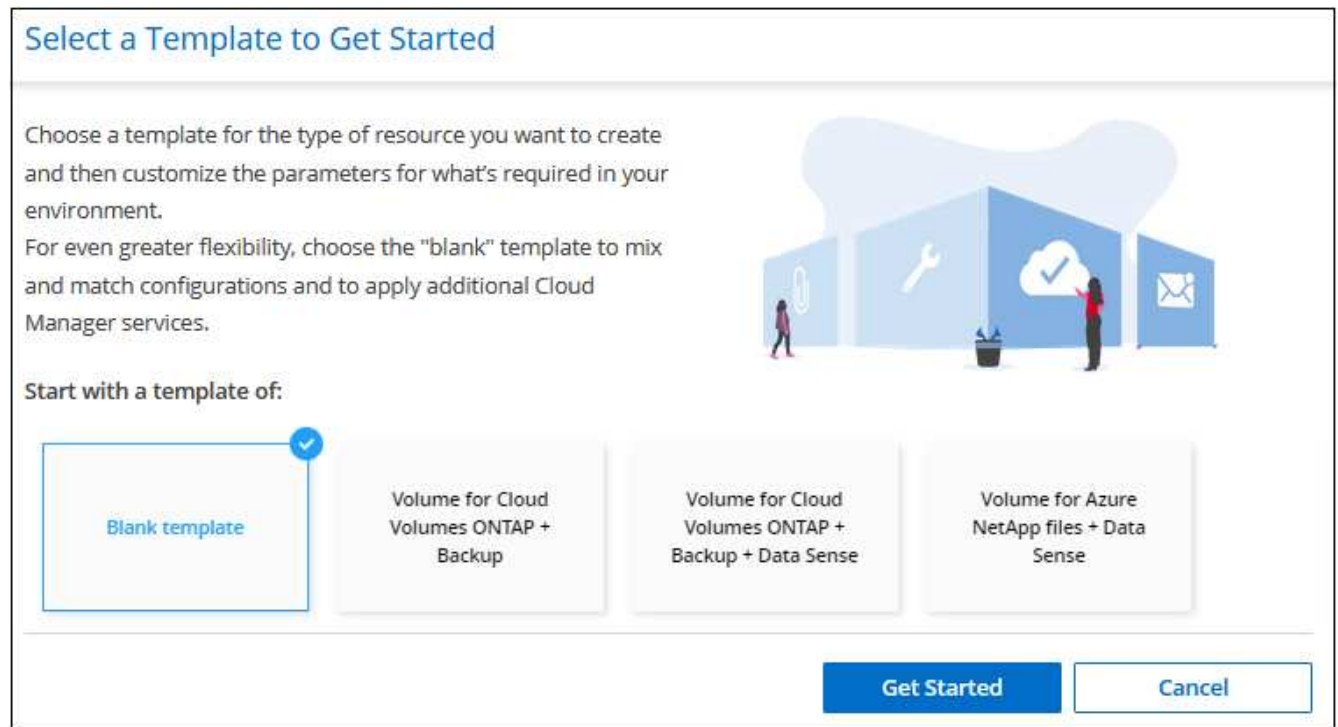 Select a Template to Get Started
Choose a template for the type of resource you want to create
and then customize the parameters for what's required in your
environment.
For even greater flexibility, choose the "blank" template to mix
and match configurations and to apply additional Cloud
Manager services.
Start with a template of:
Blank template
Volume for Cloud
Volumes ONTAP +
Backup
Volume for Cloud
Volumes ONTAP +
Backup + Data Sense
Volume for Azure
NetApp files + Data
Sense
Get Started
Cancel